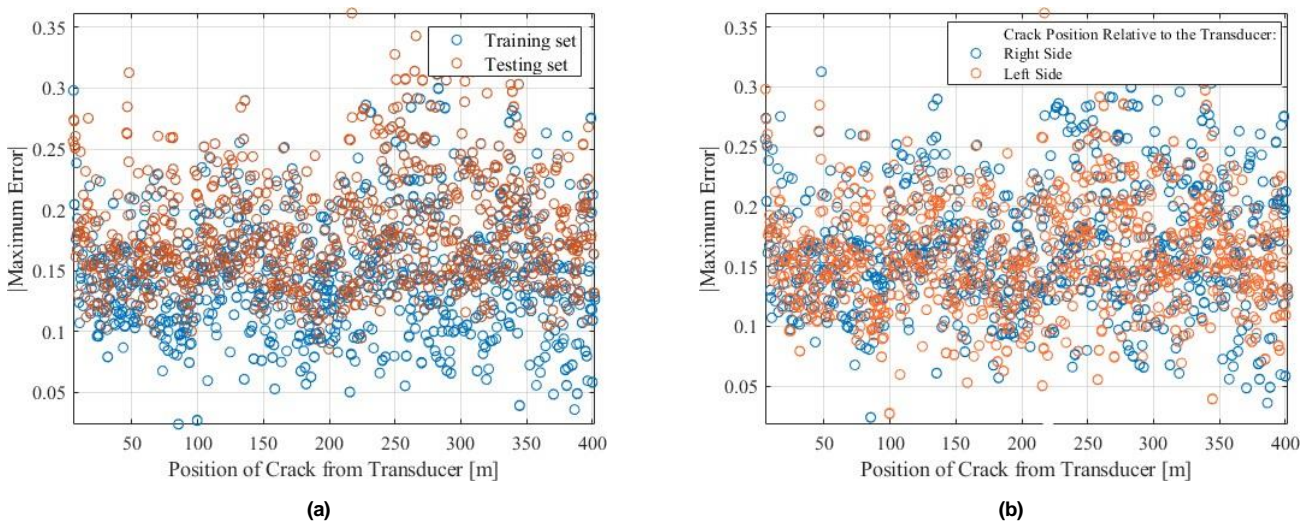 0.35
0.3
0.25
0.2
0.15
0.1
0.05
|Maximum Error|
Training set
Testing set
50 100 150 200 250 300 350 400
Position of Crack from Transducer [m]
(a)
0.35
0.3
0.25
0.2
0.15
0.1
0.05
|Maximum Error|
Crack Position Relative to the Transducer:
Right Side
Left Side
50 100 150 200 250 300 350 400
Position of Crack from Transducer [m]
(b)